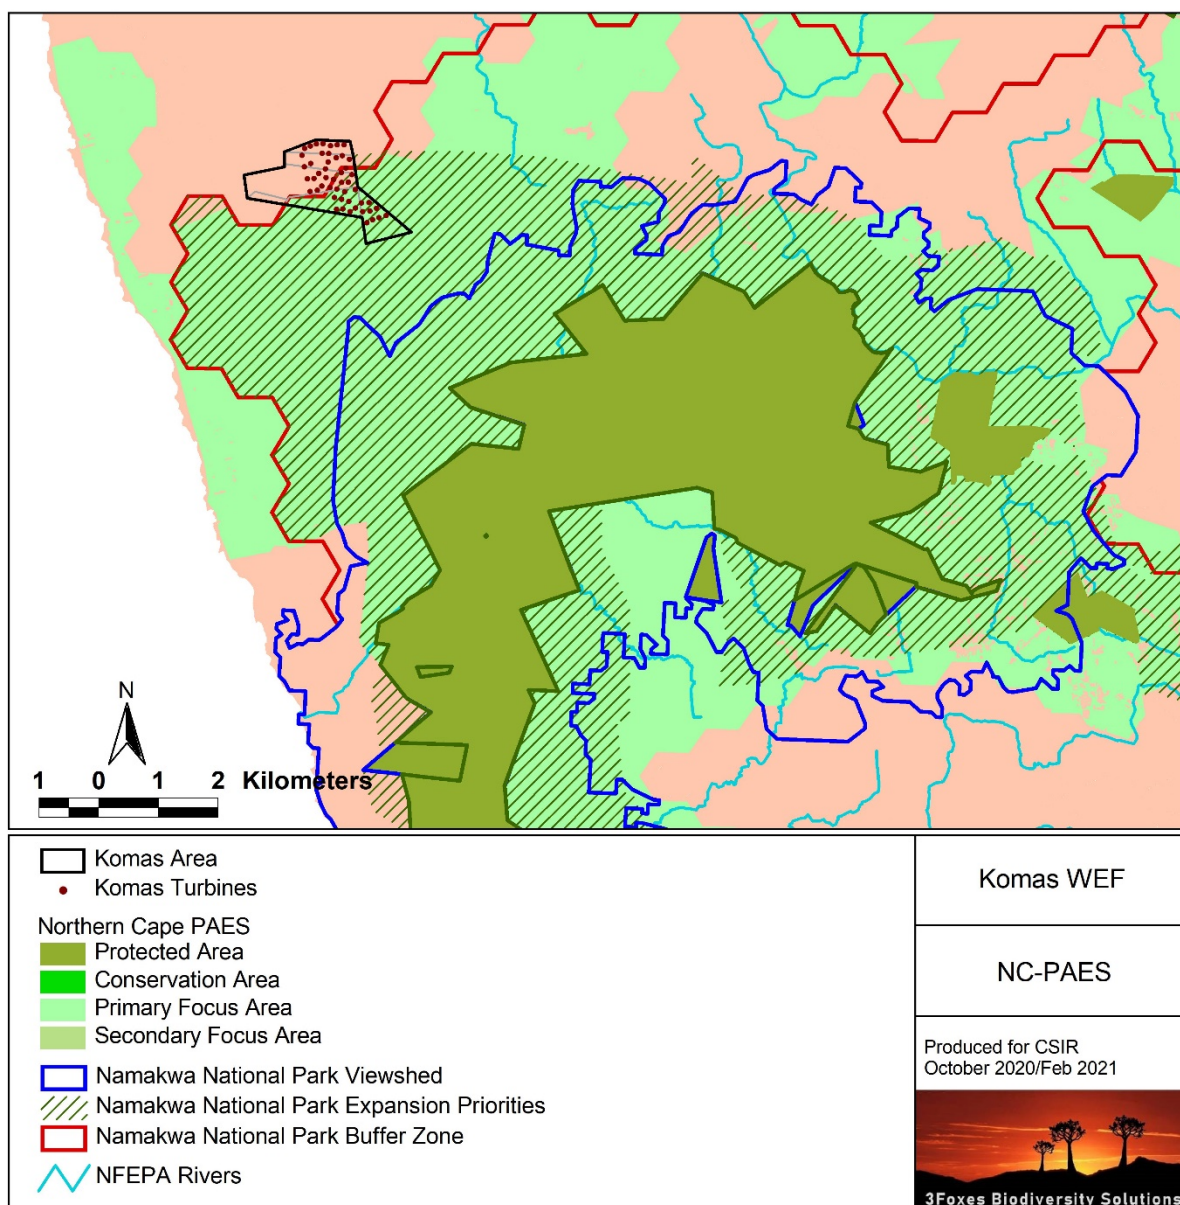 N
1 0 1 2 Kilometers
Komas Area
Komas Turbines
Northern Cape PAES
Protected Area
Conservation Area
Primary Focus Area
Secondary Focus Area
Namakwa National Park Viewshed
Namakwa National Park Expansion Priorities
Namakwa National Park Buffer Zone
NFEPA Rivers
Komas WEF
NC-PAES
Produced for CSIR
October 2020/Feb 2021
3Foxes Biodiversity Solutions